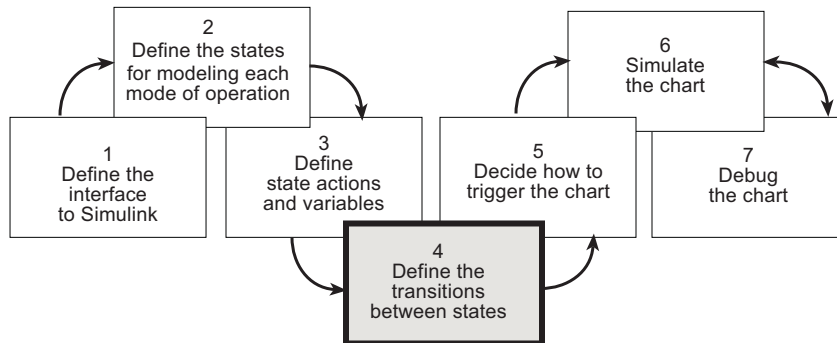 1
Define the
interface
to Simulink
2
Define the states
for modeling each
mode of operation
3
Define
state actions
and variables
4
Define the
transitions
between states
5
Decide how to
trigger the chart
6
Simulate
the chart
7
Debug
the chart